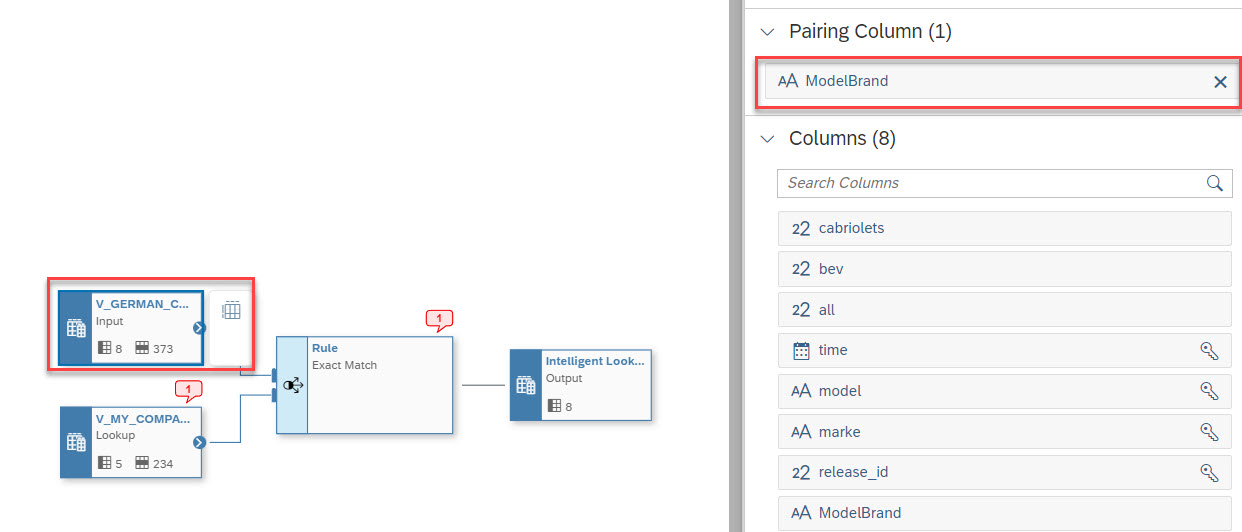 Pairing Column (1)
AA ModelBrand
Columns (8)
Search Columns
22 cabriolets
22 bev
22 all
time
AA model
AA marke
22 release_id
AA ModelBrand
V_GERMAN_C...
Input
8 373
1
V_MY_COMPA...
Lookup
5 234
1
Rule
Exact Match
Intelligent Look...
Output
8